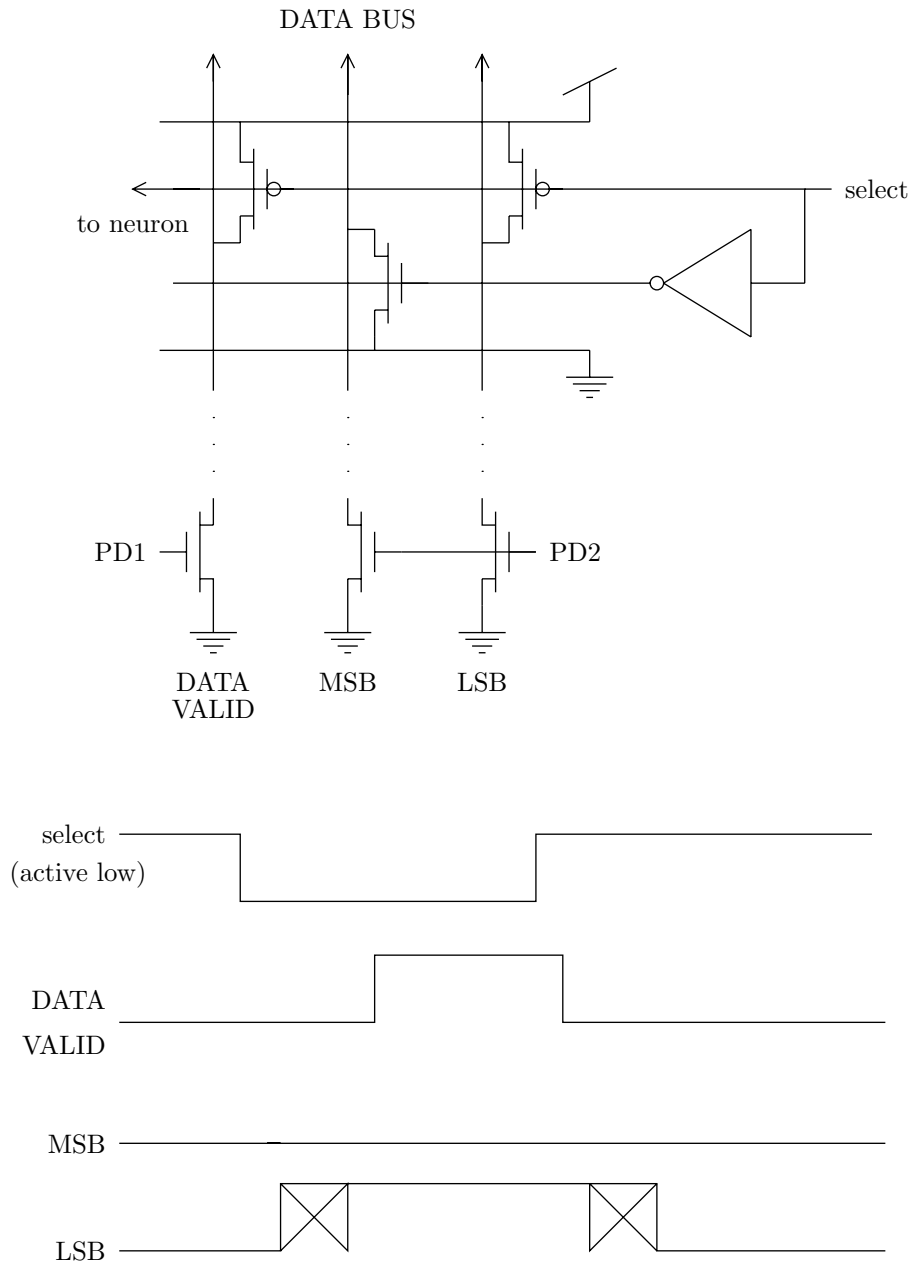 DATA BUS
select
to neuron
PD1
PD2
DATA
VALID
MSB
LSB
select
(active low)
DATA
VALID
MSB
LSB